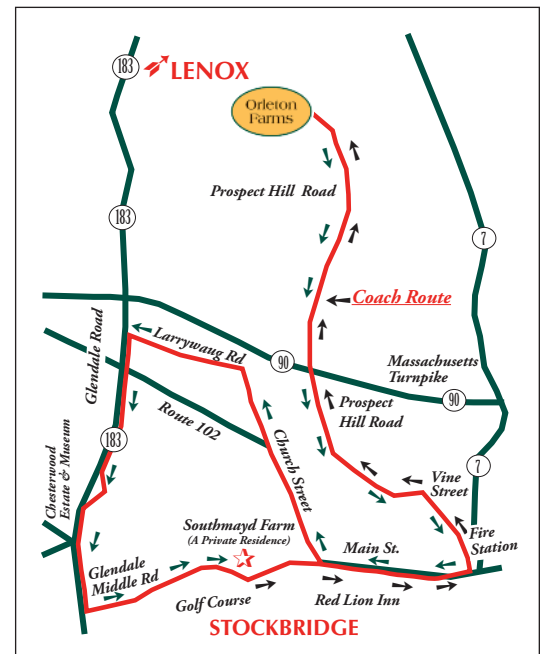 183
LENOX
Orleton
Farms
Prospect Hill Road
183
7
Coach Route
Glendale Road
Larrywaug Rd
90
Massachusetts
Turnpike
90
Prospect
Hill Road
Route 102
183
Church Street
Chesterwood
Estate & Museum
Vine
Street
7
Southmayd Farm
(A Private Residence)
Main St.
Fire
Station
Glendale
Middle Rd
Golf Course
Red Lion Inn
STOCKBRIDGE